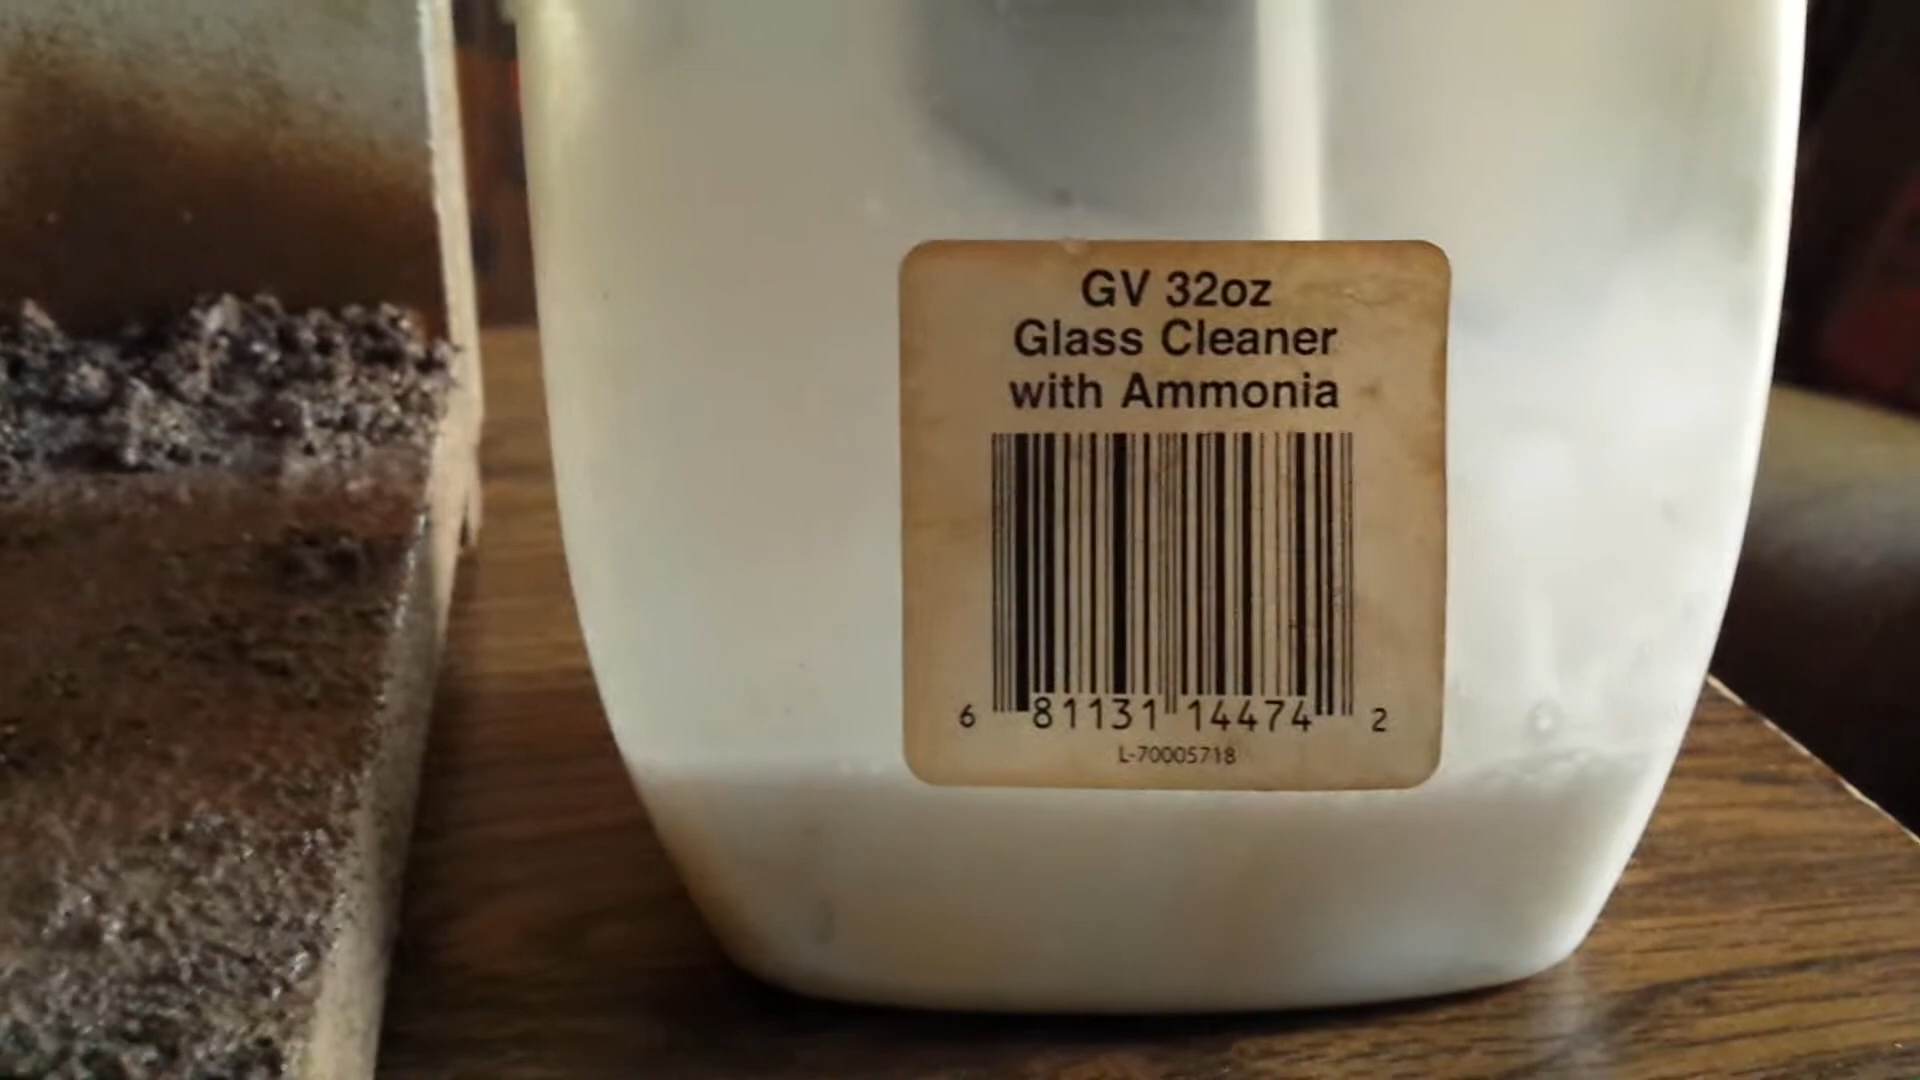 GV 32oz
Glass Cleaner
with Ammonia
6 81131 14474 2
L-70005718